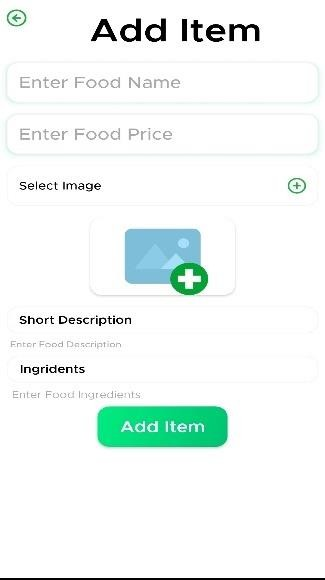 Add Item
Enter Food Name
Enter Food Price
Select Image
Short Description
Enter Food Description
Ingridents
Enter Food Ingredients
Add Item